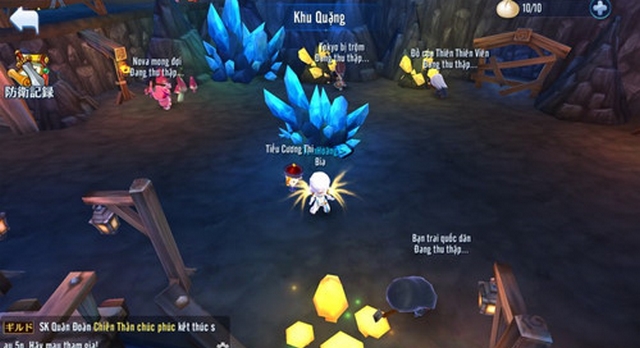 Khu Quặng
10/10
Nova mong đợi
Đang thu thập...
Tokyo bị trộm
Đang thu thập...
Đồ con Thiên Thiên Viên
Đang thu thập...
防衛記録
Tiểu Cương Thi
Bia
Bạn trai quốc dân
Đang thu thập...
ギルド SK Quân Đoàn Chiến Thần chúc phúc kết thúc s
au 5p. Hãy mau tham gia!